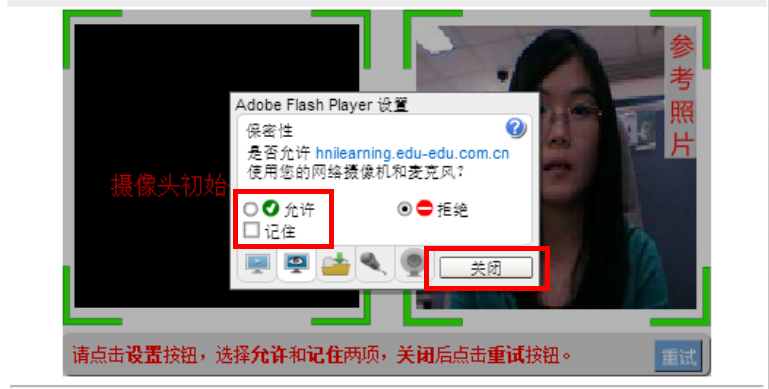 参考照片
摄像头初始
Adobe Flash Player 设置
保密性
是否允许 hnilearning.edu-edu.com.cn
使用您的网络摄像机和麦克风?
允许 拒绝
记住
关闭
请点击设置按钮，选择允许和记住两项，关闭后点击重试按钮。
重试